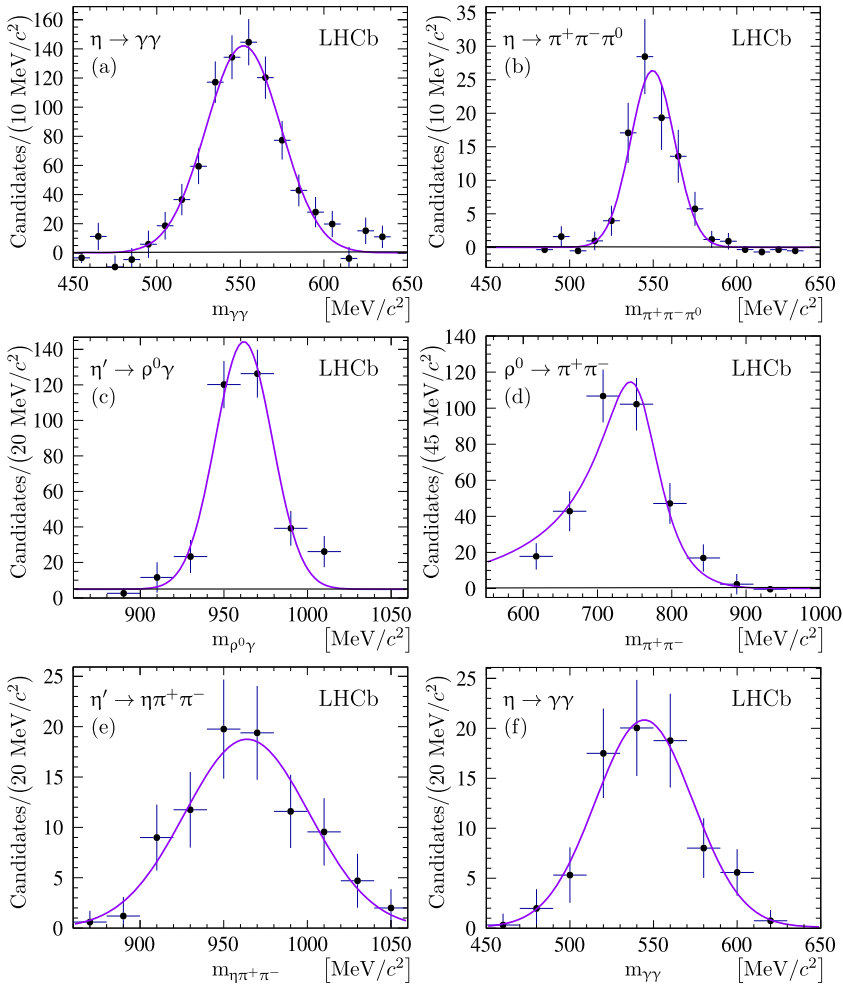 η → γγ LHCb
(a)
Candidates/(10 MeV/c²)
160
140
120
100
80
60
40
20
0
450 500 550 600 650
m_γγ [MeV/c²]
η → π⁺π⁻π⁰ LHCb
(b)
Candidates/(10 MeV/c²)
35
30
25
20
15
10
5
0
450 500 550 600 650
m_π⁺π⁻π⁰ [MeV/c²]
η′ → ρ⁰γ LHCb
(c)
Candidates/(20 MeV/c²)
140
120
100
80
60
40
20
0
900 950 1000 1050
m_ρ⁰γ [MeV/c²]
ρ⁰ → π⁺π⁻ LHCb
(d)
Candidates/(45 MeV/c²)
140
120
100
80
60
40
20
0
600 700 800 900 1000
m_π⁺π⁻ [MeV/c²]
η′ → ηπ⁺π⁻ LHCb
(e)
Candidates/(20 MeV/c²)
25
20
15
10
5
0
900 950 1000 1050
m_ηπ⁺π⁻ [MeV/c²]
η → γγ LHCb
(f)
Candidates/(20 MeV/c²)
25
20
15
10
5
0
450 500 550 600 650
m_γγ [MeV/c²]